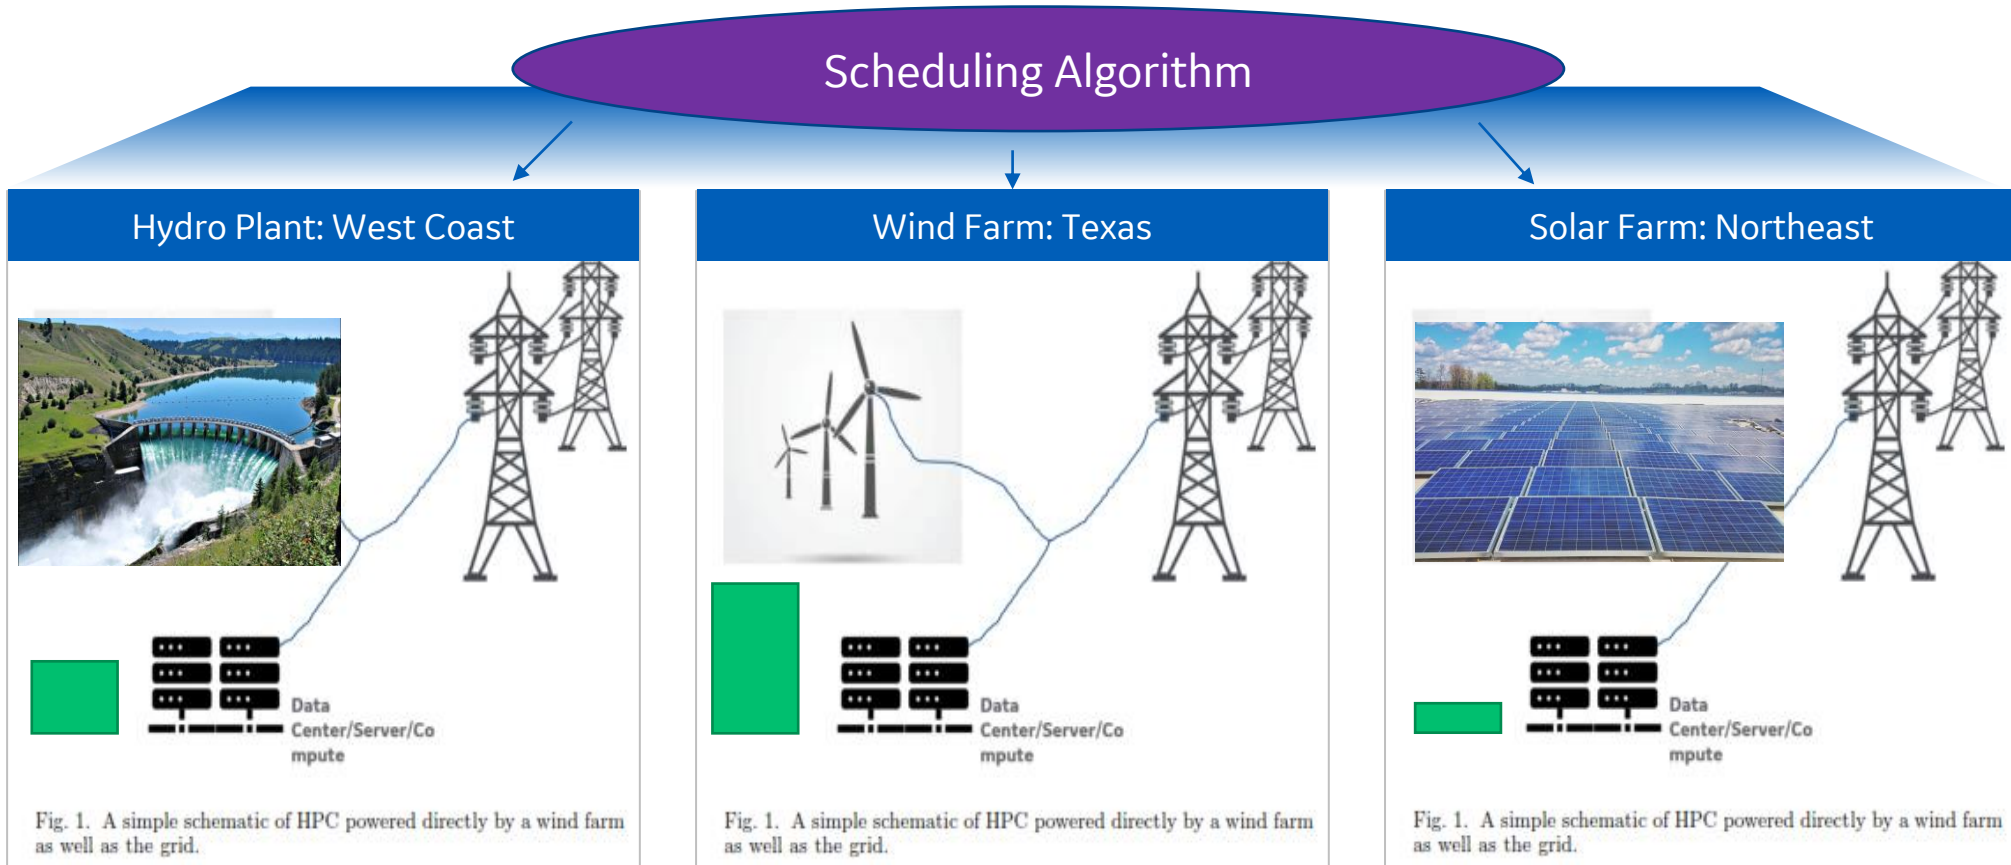 Scheduling Algorithm
Hydro Plant: West Coast
Wind Farm: Texas
Solar Farm: Northeast
Data
Center/Server/Co
mpute
Data
Center/Server/Co
mpute
Data
Center/Server/Co
mpute
Fig. 1. A simple schematic of HPC powered directly by a wind farm
as well as the grid.
Fig. 1. A simple schematic of HPC powered directly by a wind farm
as well as the grid.
Fig. 1. A simple schematic of HPC powered directly by a wind farm
as well as the grid.